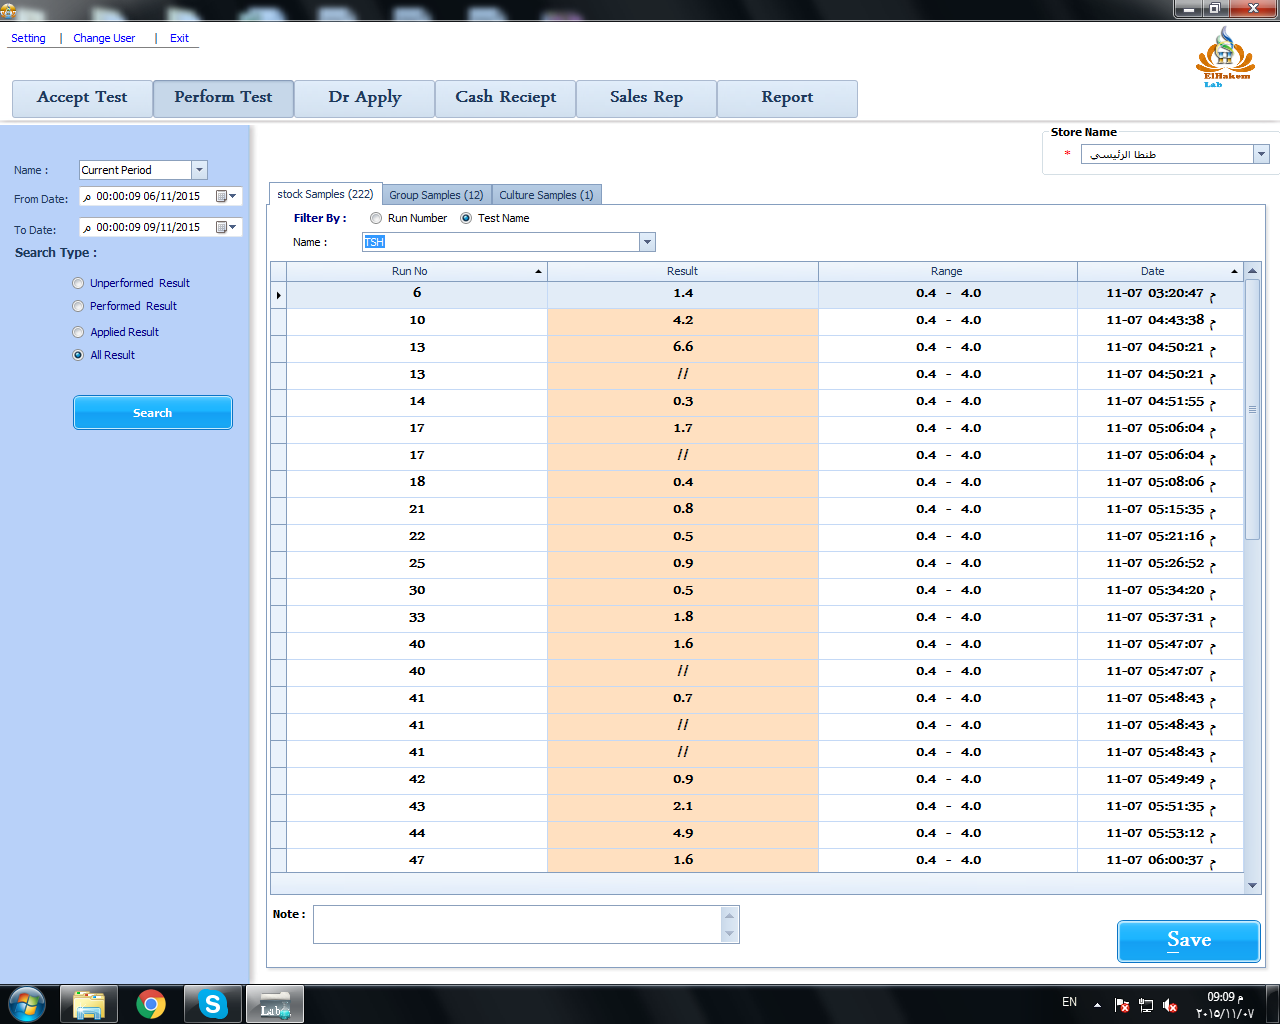 Setting | Change User | Exit
ElHakem
Lab
Accept Test Perform Test Dr Apply Cash Reciept Sales Rep Report
Store Name
* طنطا الرئيسي
Name : Current Period
From Date: م 00:00:09 06/11/2015
To Date: م 00:00:09 09/11/2015
Search Type :
Unperformed Result
Performed Result
Applied Result
All Result
Search
stock Samples (222) Group Samples (12) Culture Samples (1)
Filter By : Run Number Test Name
Name : TSH
Run No Result Range Date
6 1.4 0.4 - 4.0 11-07 03:20:47 م
10 4.2 0.4 - 4.0 11-07 04:43:38 م
13 6.6 0.4 - 4.0 11-07 04:50:21 م
13 // 0.4 - 4.0 11-07 04:50:21 م
14 0.3 0.4 - 4.0 11-07 04:51:55 م
17 1.7 0.4 - 4.0 11-07 05:06:04 م
17 // 0.4 - 4.0 11-07 05:06:04 م
18 0.4 0.4 - 4.0 11-07 05:08:06 م
21 0.8 0.4 - 4.0 11-07 05:15:35 م
22 0.5 0.4 - 4.0 11-07 05:21:16 م
25 0.9 0.4 - 4.0 11-07 05:26:52 م
30 0.5 0.4 - 4.0 11-07 05:34:20 م
33 1.8 0.4 - 4.0 11-07 05:37:31 م
40 1.6 0.4 - 4.0 11-07 05:47:07 م
40 // 0.4 - 4.0 11-07 05:47:07 م
41 0.7 0.4 - 4.0 11-07 05:48:43 م
41 // 0.4 - 4.0 11-07 05:48:43 م
41 // 0.4 - 4.0 11-07 05:48:43 م
42 0.9 0.4 - 4.0 11-07 05:49:49 م
43 2.1 0.4 - 4.0 11-07 05:51:35 م
44 4.9 0.4 - 4.0 11-07 05:53:12 م
47 1.6 0.4 - 4.0 11-07 06:00:37 م
Note :
Save
Lab
EN
09:09 م
٢٠١٥/١١/٠٧